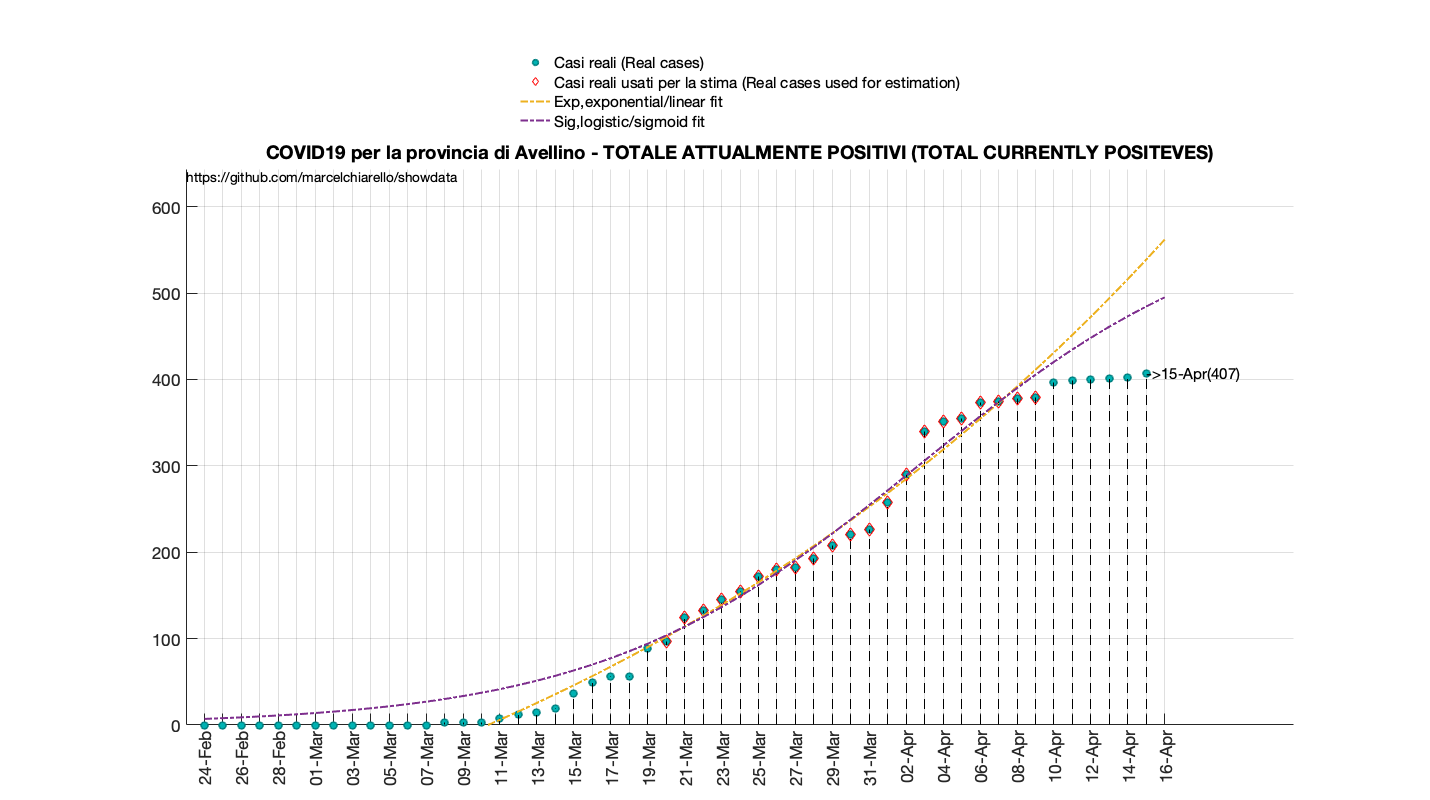 Casi reali (Real cases)
Casi reali usati per la stima (Real cases used for estimation)
Exp,exponential/linear fit
Sig,logistic/sigmoid fit
COVID19 per la provincia di Avellino - TOTALE ATTUALMENTE POSITIVI (TOTAL CURRENTLY POSITEVES)
https://github.com/marcelchiarello/showdata
600
500
400
300
200
100
0
->15-Apr(407)
24-Feb
26-Feb
28-Feb
01-Mar
03-Mar
05-Mar
07-Mar
09-Mar
11-Mar
13-Mar
15-Mar
17-Mar
19-Mar
21-Mar
23-Mar
25-Mar
27-Mar
29-Mar
31-Mar
02-Apr
04-Apr
06-Apr
08-Apr
10-Apr
12-Apr
14-Apr
16-Apr